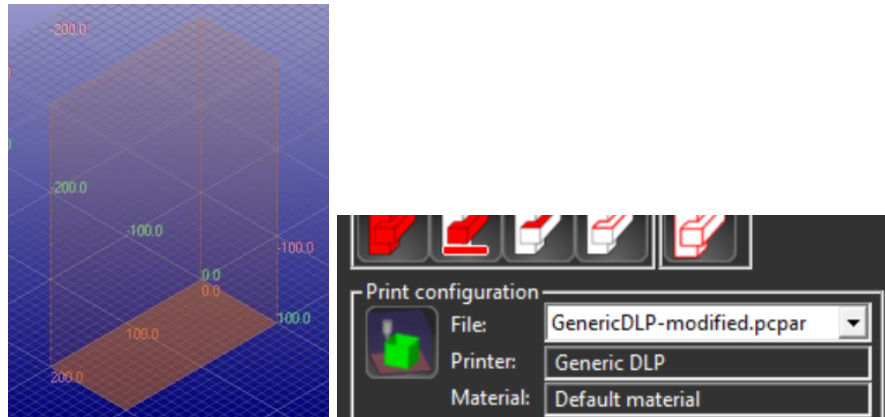 -200.0
-200.0
-100.0
-100.0
0.0
0.0
100.0
100.0
200.0
Print configuration
File: GenericDLP-modified.pcpar
Printer: Generic DLP
Material: Default material